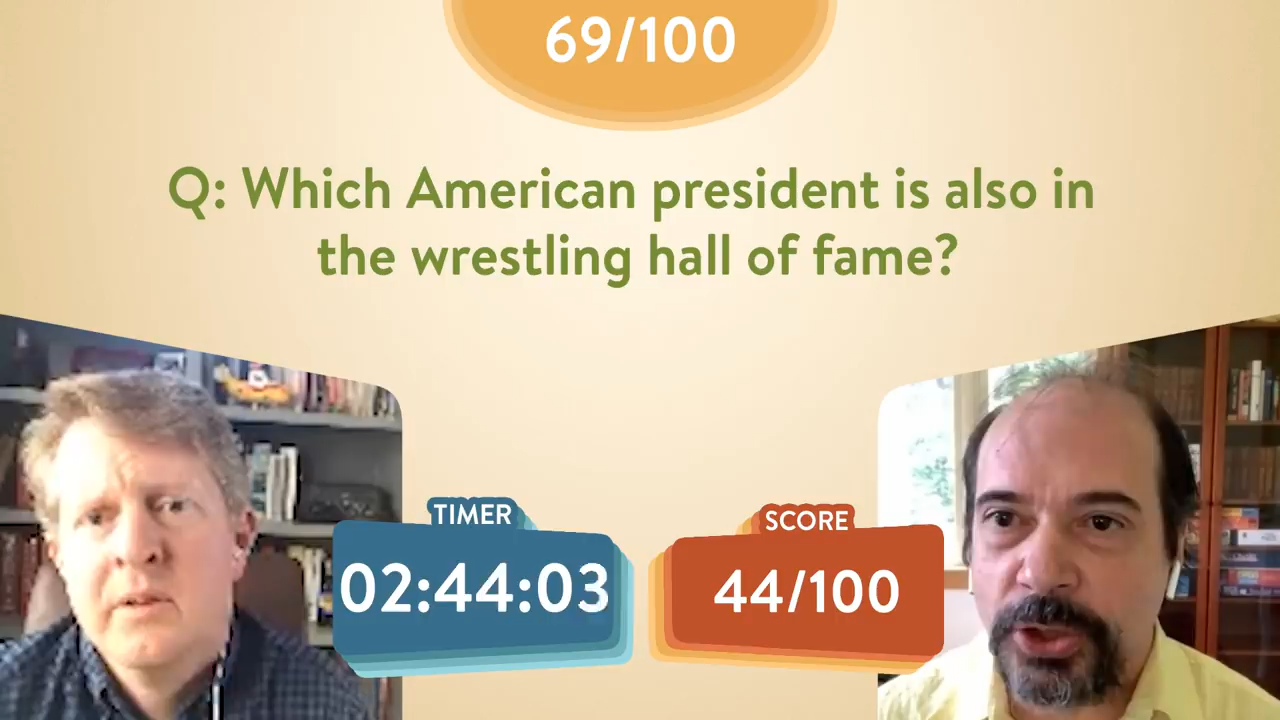 69/100
Q: Which American president is also in
the wrestling hall of fame?
TIMER
02:44:03
SCORE
44/100